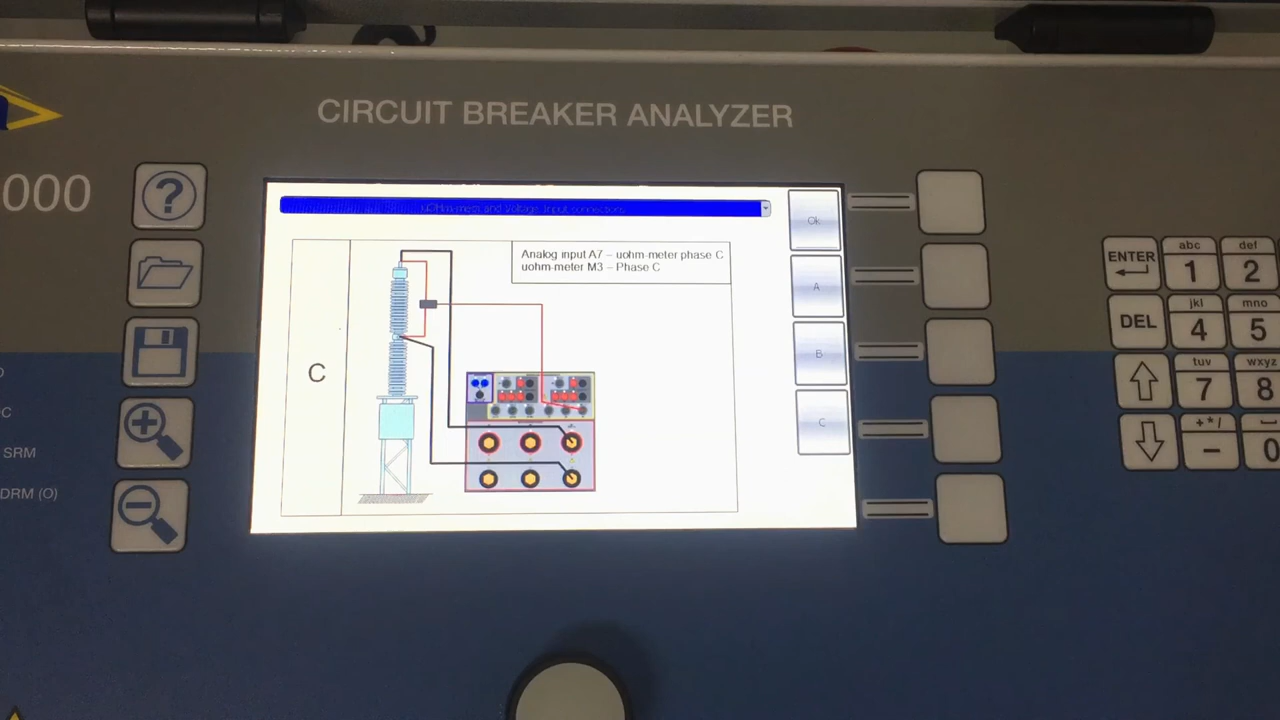 CIRCUIT BREAKER ANALYZER
000
?
uOhm-meter and Voltage Input connections
Ok
A
B
C
Analog input A7 – uohm-meter phase C
uohm-meter M3 – Phase C
C
SRM
DRM (O)
ENTER
abc
1
def
2
DEL
jkl
4
mno
5
tuv
7
wxyz
8
+*/
–
0